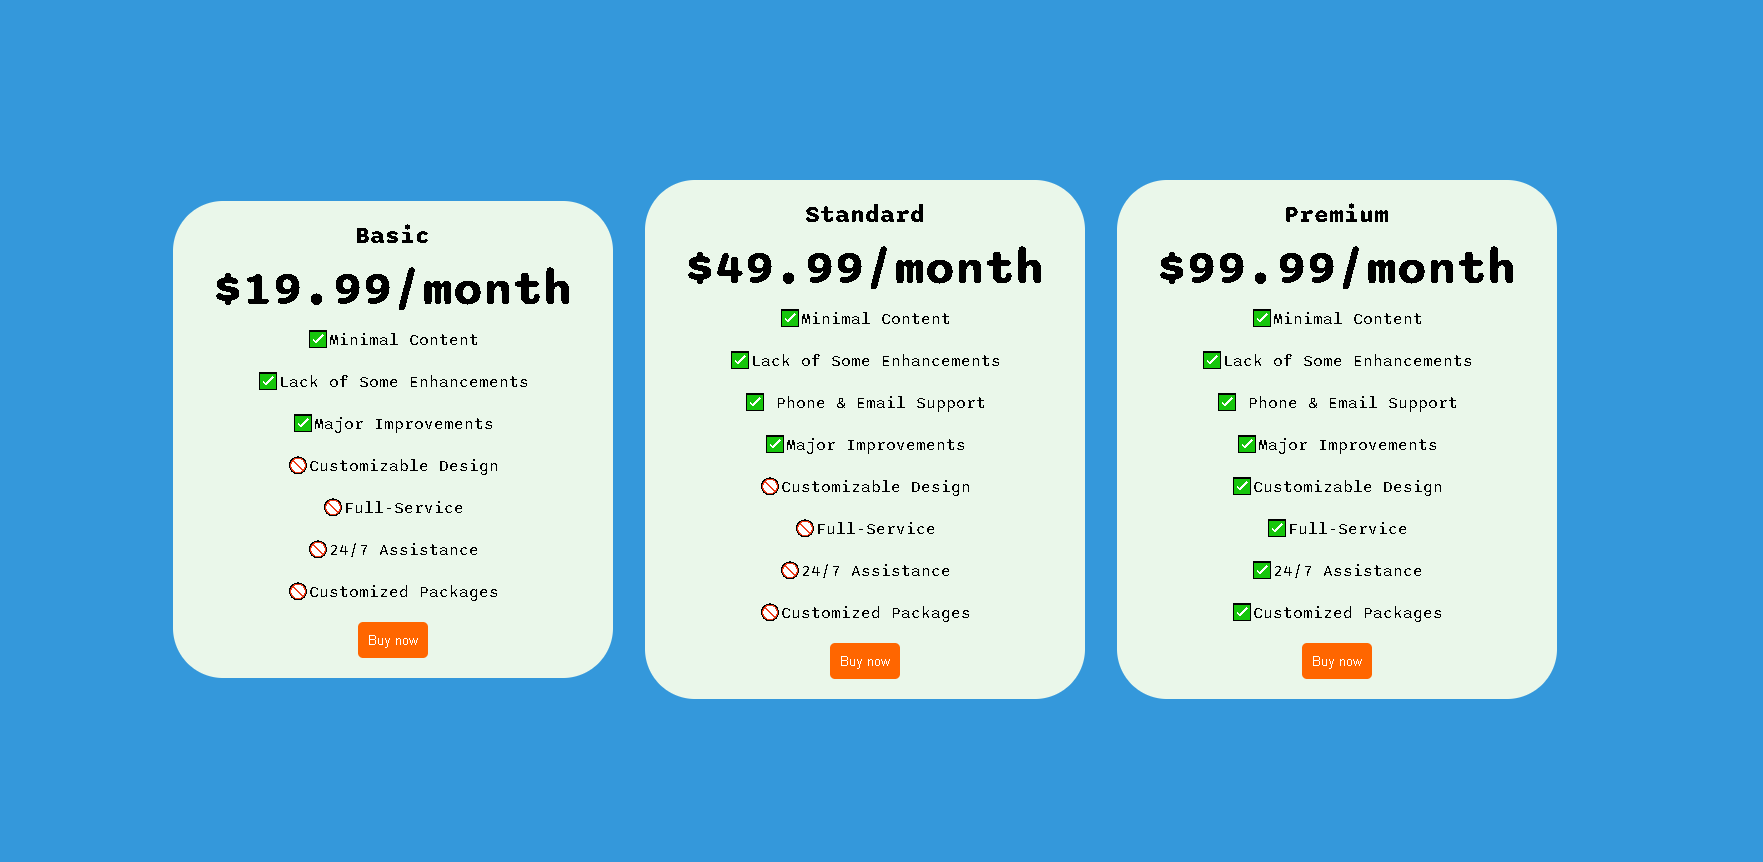 Basic
$19.99/month
✅Minimal Content
✅Lack of Some Enhancements
✅Major Improvements
🚫Customizable Design
🚫Full-Service
🚫24/7 Assistance
🚫Customized Packages
Buy now
Standard
$49.99/month
✅Minimal Content
✅Lack of Some Enhancements
✅ Phone & Email Support
✅Major Improvements
🚫Customizable Design
🚫Full-Service
🚫24/7 Assistance
🚫Customized Packages
Buy now
Premium
$99.99/month
✅Minimal Content
✅Lack of Some Enhancements
✅ Phone & Email Support
✅Major Improvements
✅Customizable Design
✅Full-Service
✅24/7 Assistance
✅Customized Packages
Buy now